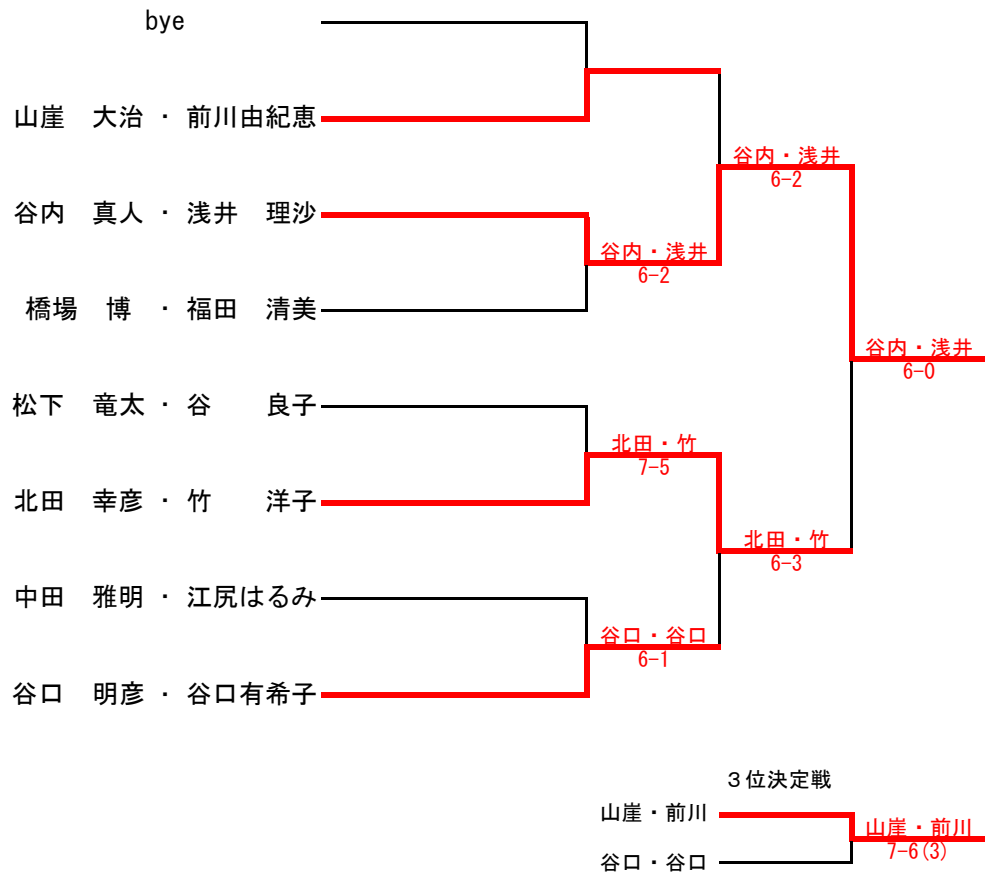 bye
山崖　大治 ・ 前川由紀恵
谷内　真人 ・ 浅井　理沙
橋場　博　・ 福田　清美
松下　竜太 ・ 谷　　良子
北田　幸彦 ・ 竹　　洋子
中田　雅明 ・ 江尻はるみ
谷口　明彦 ・ 谷口有希子
谷内・浅井
6-2
北田・竹
7-5
谷口・谷口
6-1
谷内・浅井
6-2
北田・竹
6-3
谷内・浅井
6-0
３位決定戦
山崖・前川
谷口・谷口
山崖・前川
7-6(3)